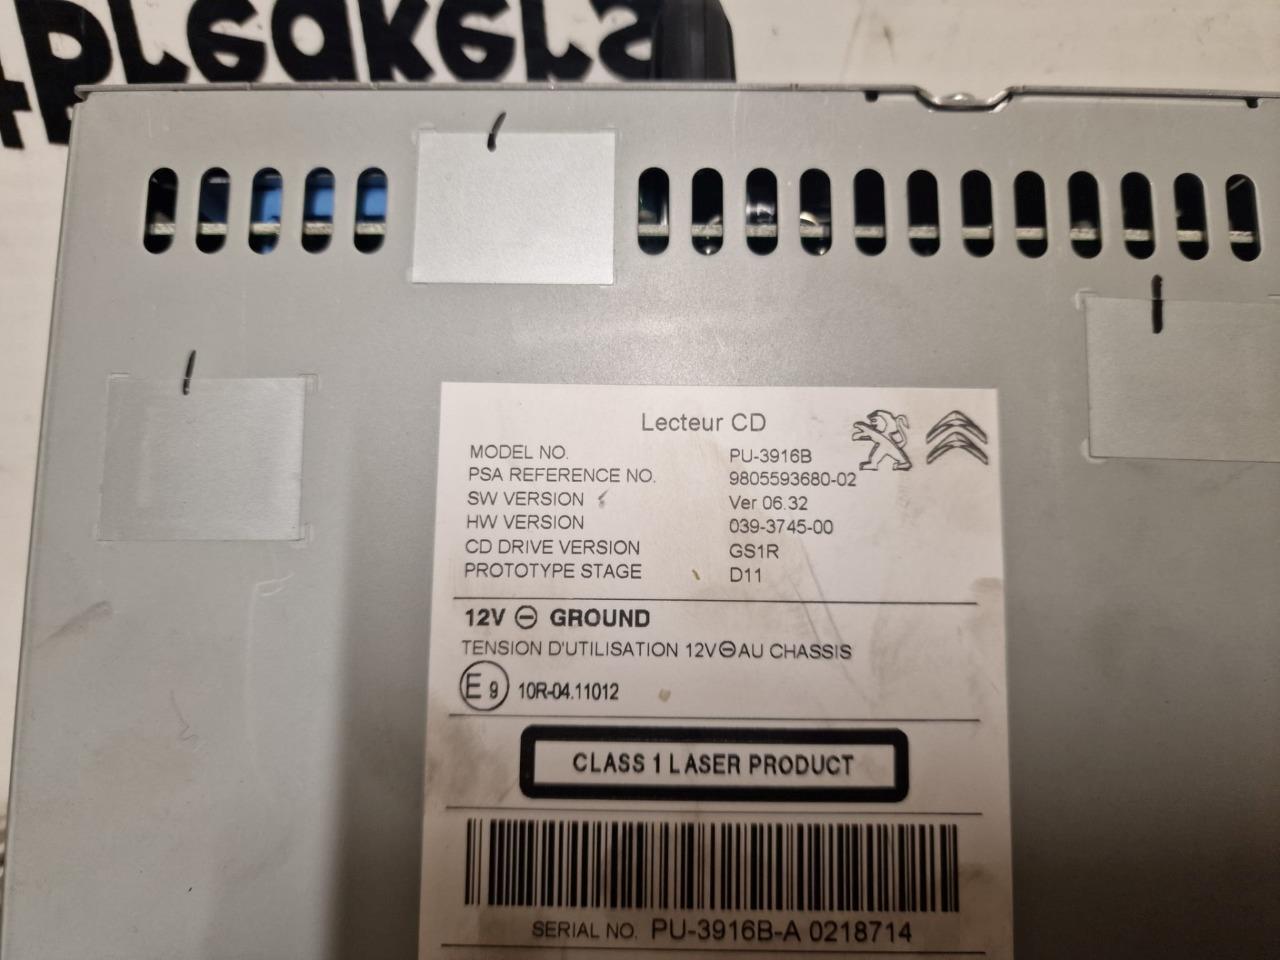 Lecteur CD
MODEL NO. PU-3916B
PSA REFERENCE NO. 9805593680-02
SW VERSION Ver 06.32
HW VERSION 039-3745-00
CD DRIVE VERSION GS1R
PROTOTYPE STAGE D11
12V ⊖ GROUND
TENSION D'UTILISATION 12V⊖AU CHASSIS
E9 10R-04.11012
CLASS 1 LASER PRODUCT
SERIAL NO. PU-3916B-A 0218714